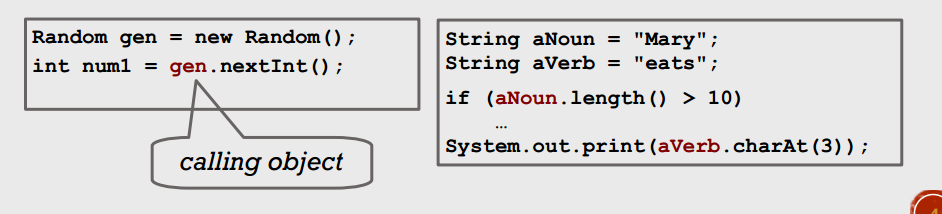 Random gen = new Random();
int num1 = gen.nextInt();
calling object
String aNoun = "Mary";
String aVerb = "eats";
if (aNoun.length() > 10)
…
System.out.print(aVerb.charAt(3));